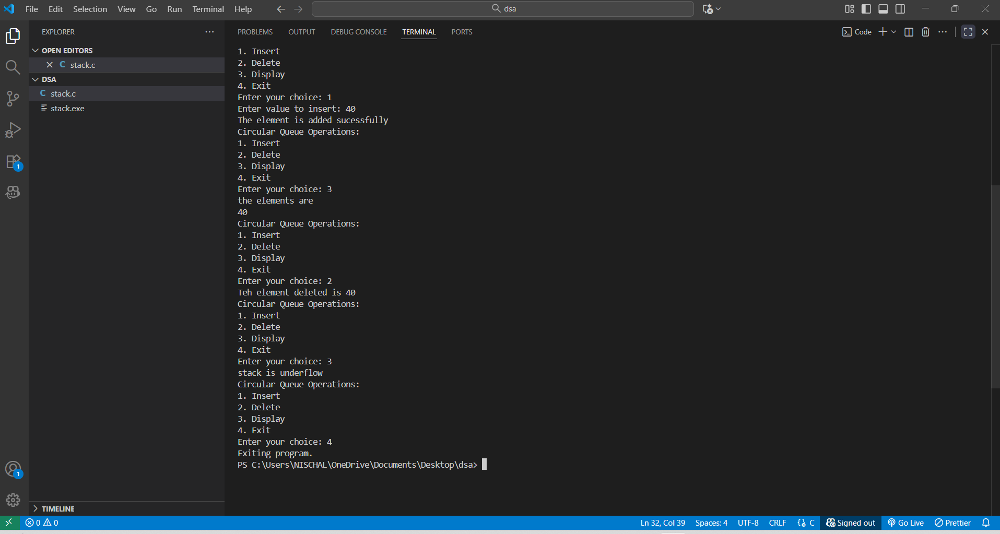 File Edit Selection View Go Run Terminal Help
dsa
EXPLORER
OPEN EDITORS
C stack.c
DSA
C stack.c
stack.exe
1
1
TIMELINE
PROBLEMS OUTPUT DEBUG CONSOLE TERMINAL PORTS
Code
1. Insert
2. Delete
3. Display
4. Exit
Enter your choice: 1
Enter value to insert: 40
The element is added sucessfully
Circular Queue Operations:
1. Insert
2. Delete
3. Display
4. Exit
Enter your choice: 3
the elements are
40
Circular Queue Operations:
1. Insert
2. Delete
3. Display
4. Exit
Enter your choice: 2
Teh element deleted is 40
Circular Queue Operations:
1. Insert
2. Delete
3. Display
4. Exit
Enter your choice: 3
stack is underflow
Circular Queue Operations:
1. Insert
2. Delete
3. Display
4. Exit
Enter your choice: 4
Exiting program.
PS C:\Users\NISCHAL\OneDrive\Documents\Desktop\dsa>
0 0 Ln 32, Col 39 Spaces: 4 UTF-8 CRLF {} C Signed out Go Live Prettier